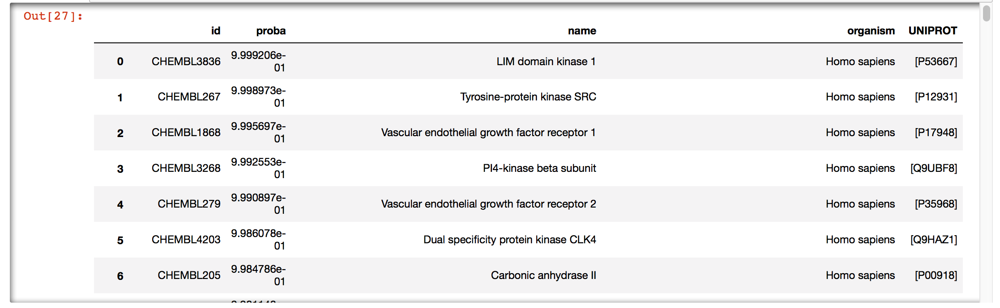 Out[27]:
id proba name organism UNIPROT
0 CHEMBL3836 9.999206e-
01 LIM domain kinase 1 Homo sapiens [P53667]
1 CHEMBL267 9.998973e-
01 Tyrosine-protein kinase SRC Homo sapiens [P12931]
2 CHEMBL1868 9.995697e-
01 Vascular endothelial growth factor receptor 1 Homo sapiens [P17948]
3 CHEMBL3268 9.992553e-
01 PI4-kinase beta subunit Homo sapiens [Q9UBF8]
4 CHEMBL279 9.990897e-
01 Vascular endothelial growth factor receptor 2 Homo sapiens [P35968]
5 CHEMBL4203 9.986078e-
01 Dual specificity protein kinase CLK4 Homo sapiens [Q9HAZ1]
6 CHEMBL205 9.984786e-
01 Carbonic anhydrase II Homo sapiens [P00918]